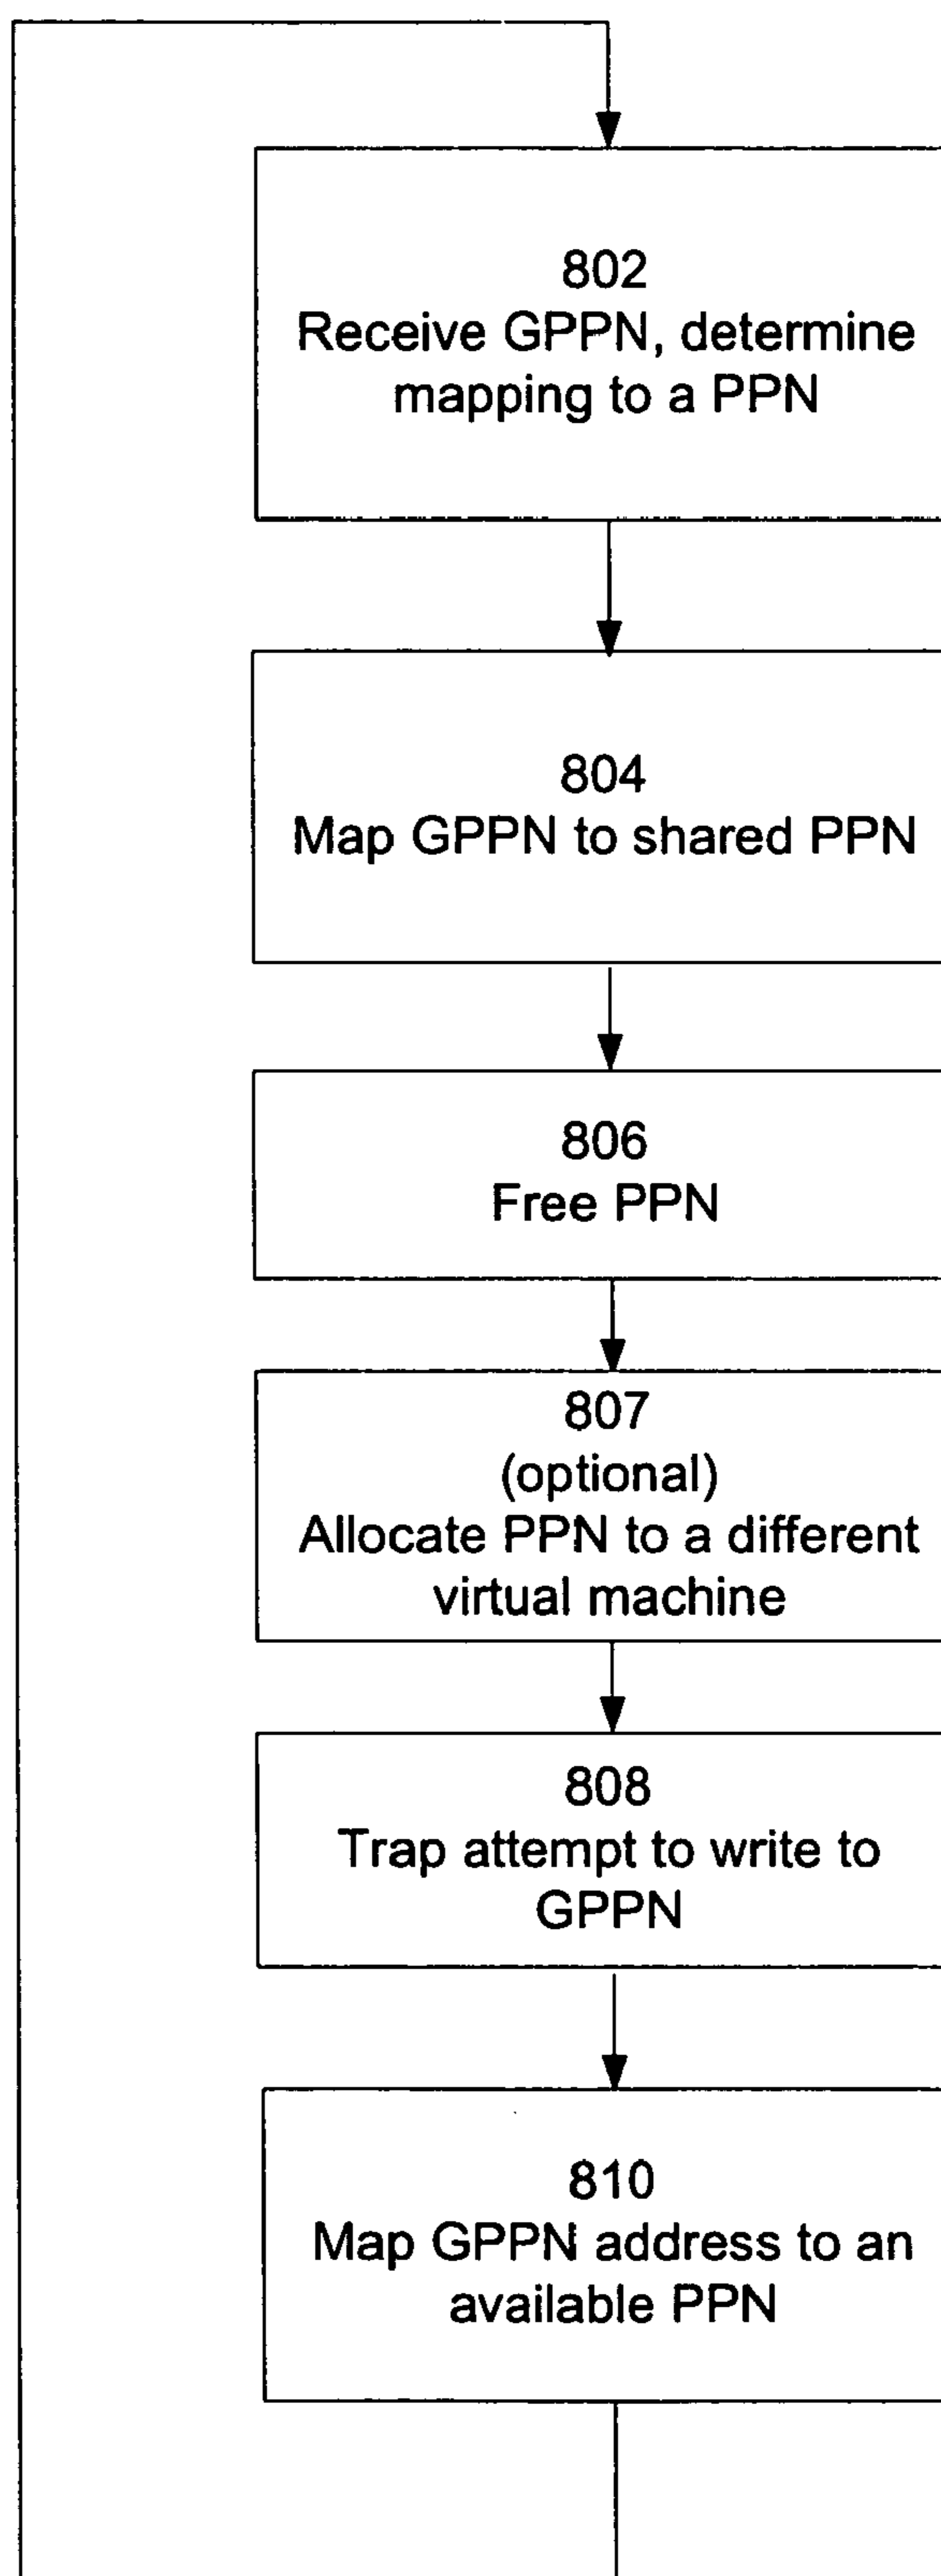 802
Receive GPPN, determine
mapping to a PPN
804
Map GPPN to shared PPN
806
Free PPN
807
(optional)
Allocate PPN to a different
virtual machine
808
Trap attempt to write to
GPPN
810
Map GPPN address to an
available PPN